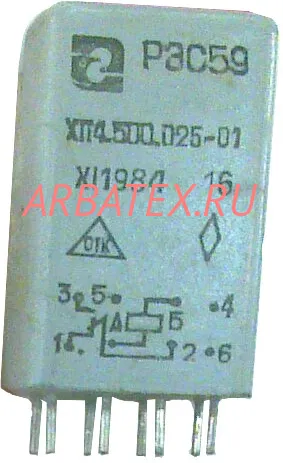 РЭС59
ХП4.500.025-01
XI1984 16
ARBATEX.RU
ОТК
3 5 4
1 А Б 2 6